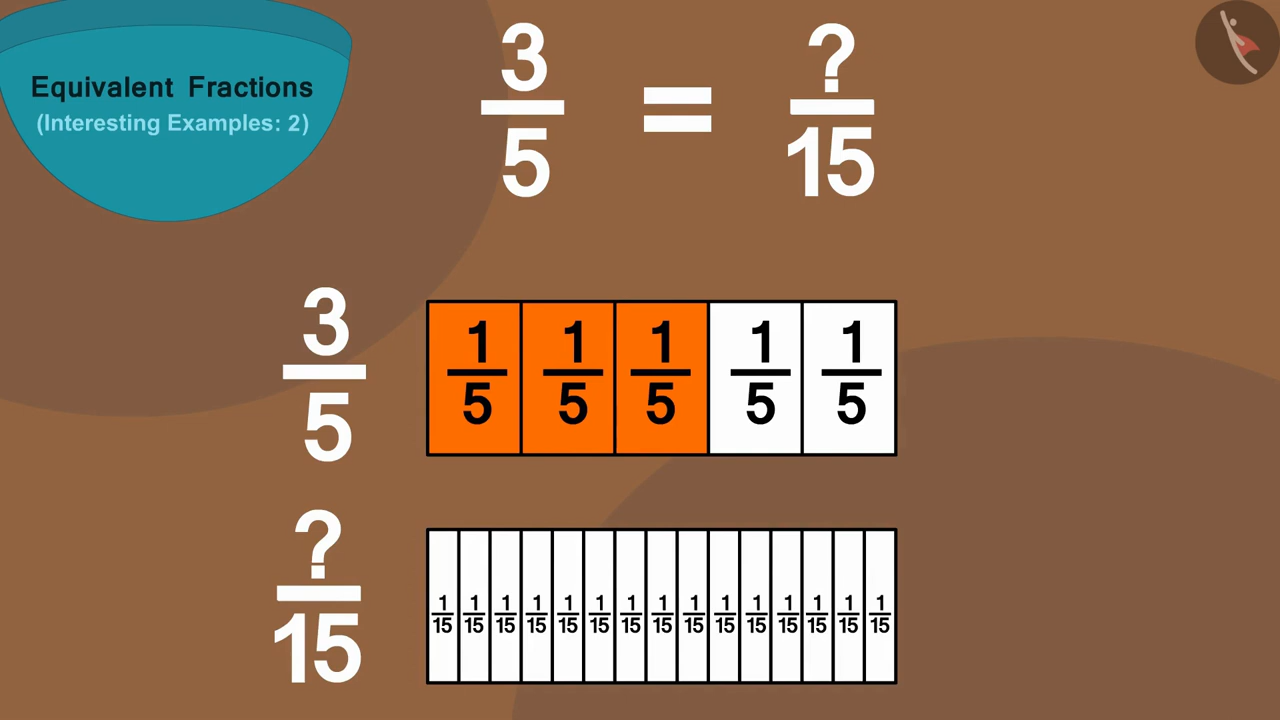 Equivalent Fractions
(Interesting Examples: 2)
3/5 = ?/15
3/5
1/5 1/5 1/5 1/5 1/5
?/15
1/15 1/15 1/15 1/15 1/15 1/15 1/15 1/15 1/15 1/15 1/15 1/15 1/15 1/15 1/15